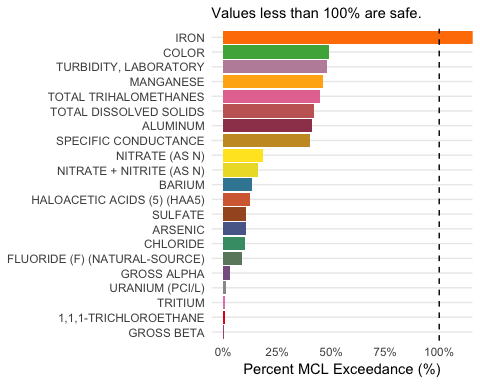 Values less than 100% are safe.
IRON
COLOR
TURBIDITY, LABORATORY
MANGANESE
TOTAL TRIHALOMETHANES
TOTAL DISSOLVED SOLIDS
ALUMINUM
SPECIFIC CONDUCTANCE
NITRATE (AS N)
NITRATE + NITRITE (AS N)
BARIUM
HALOACETIC ACIDS (5) (HAA5)
SULFATE
ARSENIC
CHLORIDE
FLUORIDE (F) (NATURAL-SOURCE)
GROSS ALPHA
URANIUM (PCI/L)
TRITIUM
1,1,1-TRICHLOROETHANE
GROSS BETA
0% 25% 50% 75% 100%
Percent MCL Exceedance (%)